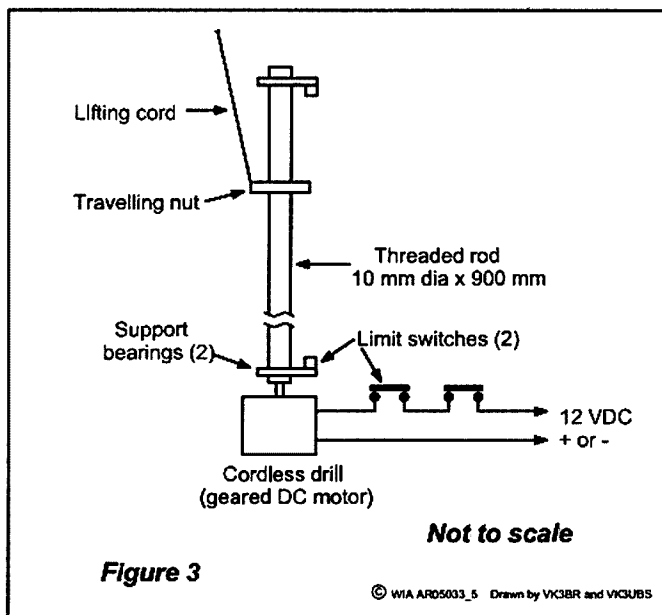 Lifting cord
Travelling nut
Threaded rod
10 mm dia x 900 mm
Support
bearings (2)
Limit switches (2)
12 VDC
+ or -
Cordless drill
(geared DC motor)
Not to scale
Figure 3
© WIA AR05033_5 Drawn by VK3BR and VK3UBS